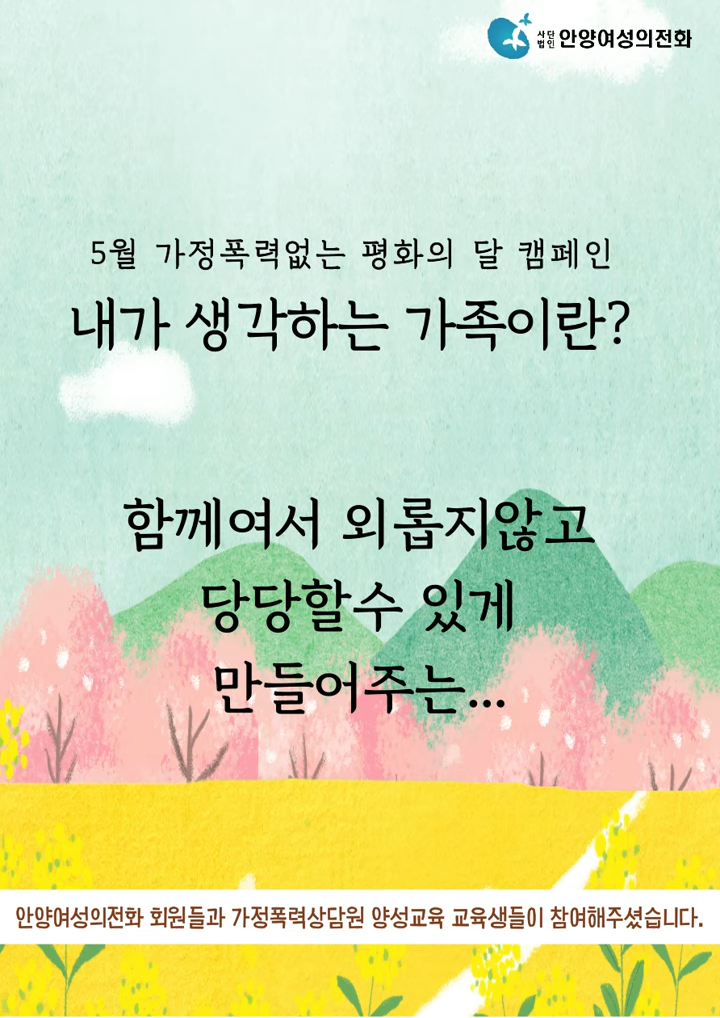 사단
법인 안양여성의전화
5월 가정폭력없는 평화의 달 캠페인
내가 생각하는 가족이란?
함께여서 외롭지않고
당당할수 있게
만들어주는...
안양여성의전화 회원들과 가정폭력상담원 양성교육 교육생들이 참여해주셨습니다.